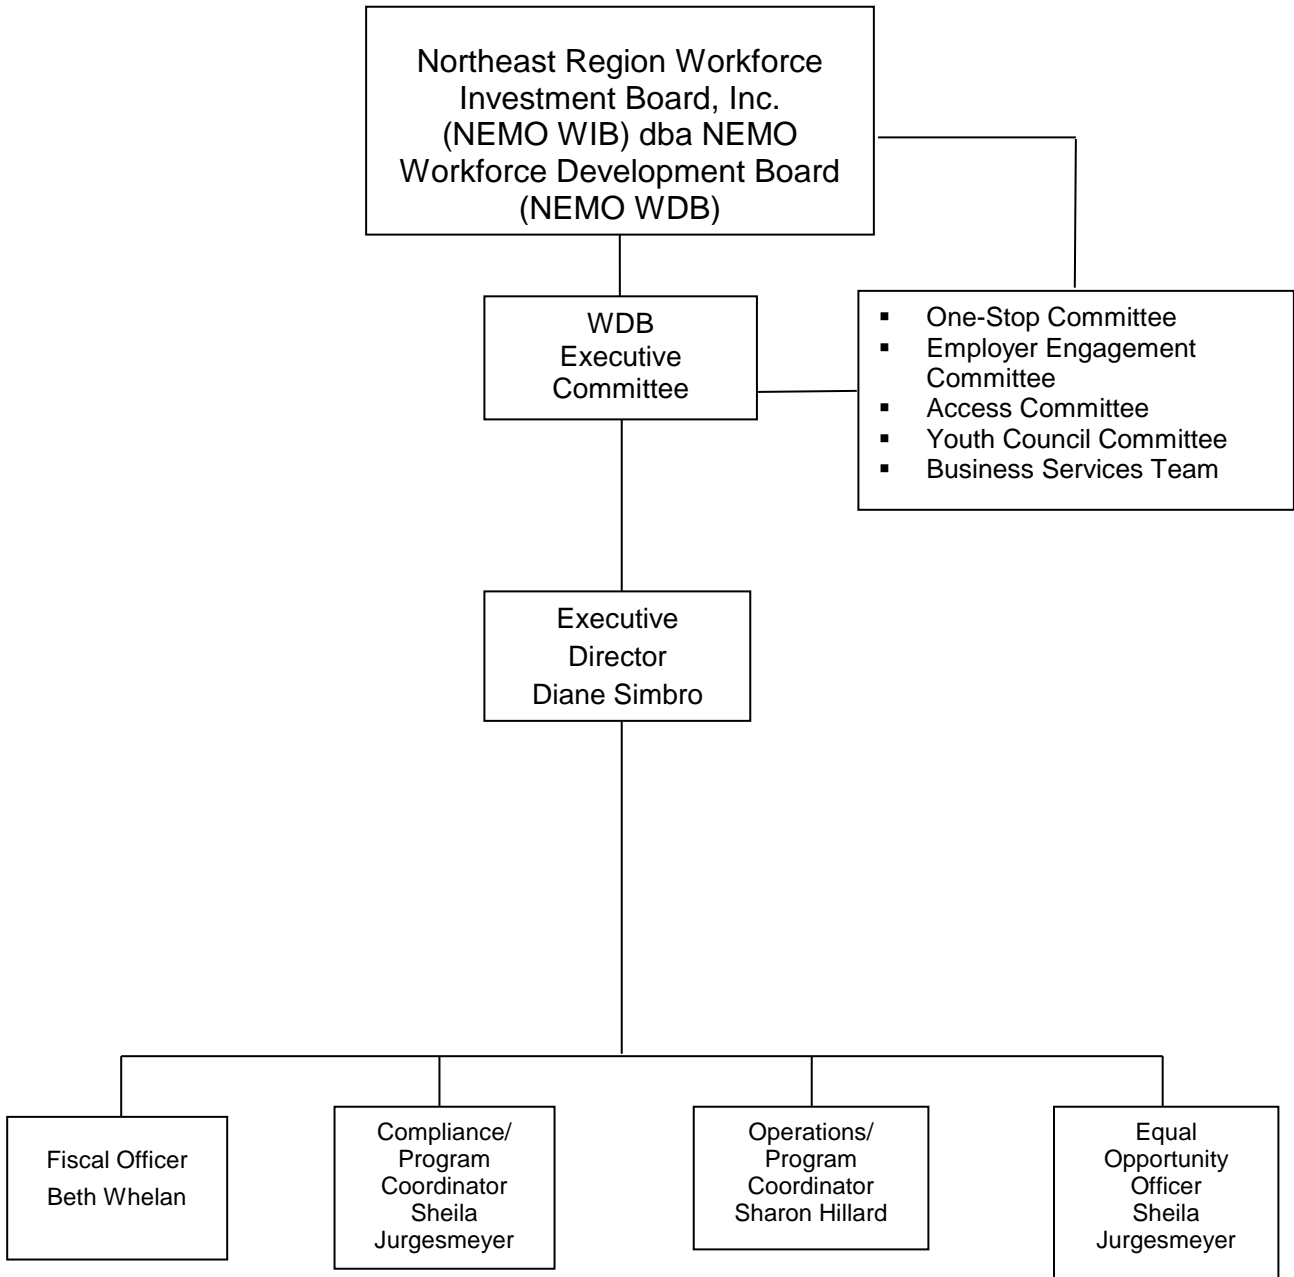 Northeast Region Workforce
Investment Board, Inc.
(NEMO WIB) dba NEMO
Workforce Development Board
(NEMO WDB)
WDB
Executive
Committee
▪ One-Stop Committee
▪ Employer Engagement
Committee
▪ Access Committee
▪ Youth Council Committee
▪ Business Services Team
Executive
Director
Diane Simbro
Fiscal Officer
Beth Whelan
Compliance/
Program
Coordinator
Sheila
Jurgesmeyer
Operations/
Program
Coordinator
Sharon Hillard
Equal
Opportunity
Officer
Sheila
Jurgesmeyer